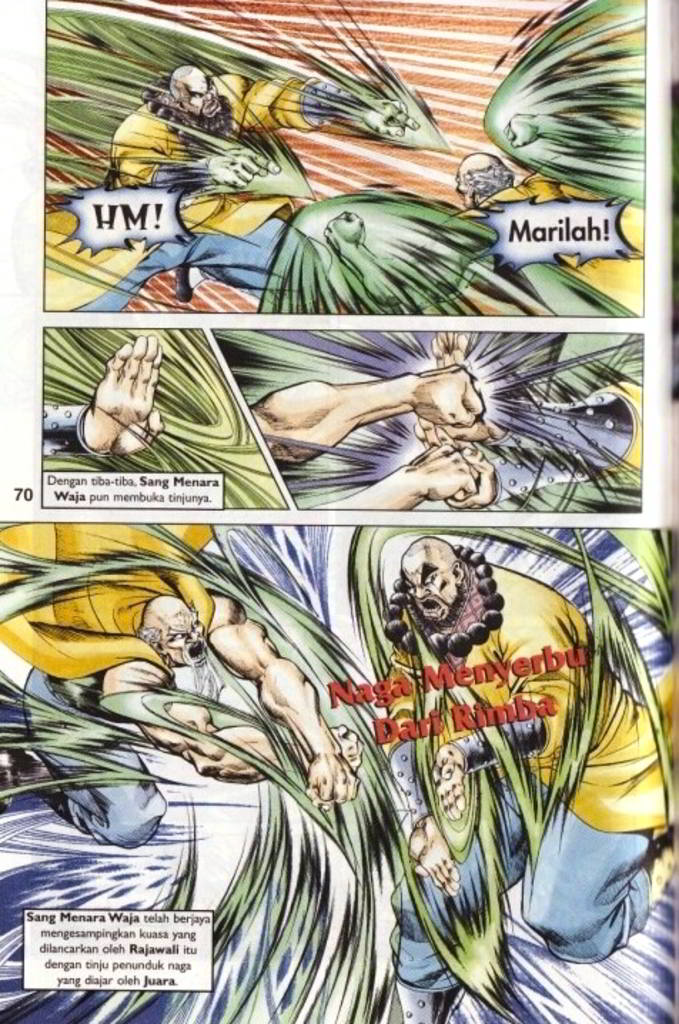 HM!
Marilah!
Dengan tiba-tiba, Sang Menara
Waja pun membuka tinjunya.
70
Naga Menyerbu
Dari Rimba
Sang Menara Waja telah berjaya
mengesampingkan kuasa yang
dilancarkan oleh Rajawali itu
dengan tinju penunduk naga
yang diajar oleh Juara.